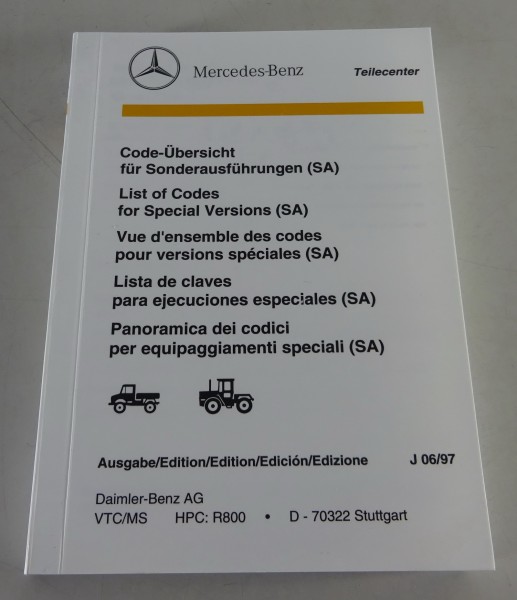 Mercedes-Benz Teilecenter
Code-Übersicht
für Sonderausführungen (SA)
List of Codes
for Special Versions (SA)
Vue d'ensemble des codes
pour versions spéciales (SA)
Lista de claves
para ejecuciones especiales (SA)
Panoramica dei codici
per equipaggiamenti speciali (SA)
Ausgabe/Edition/Edition/Edición/Edizione J 06/97
Daimler-Benz AG
VTC/MS HPC: R800 • D - 70322 Stuttgart